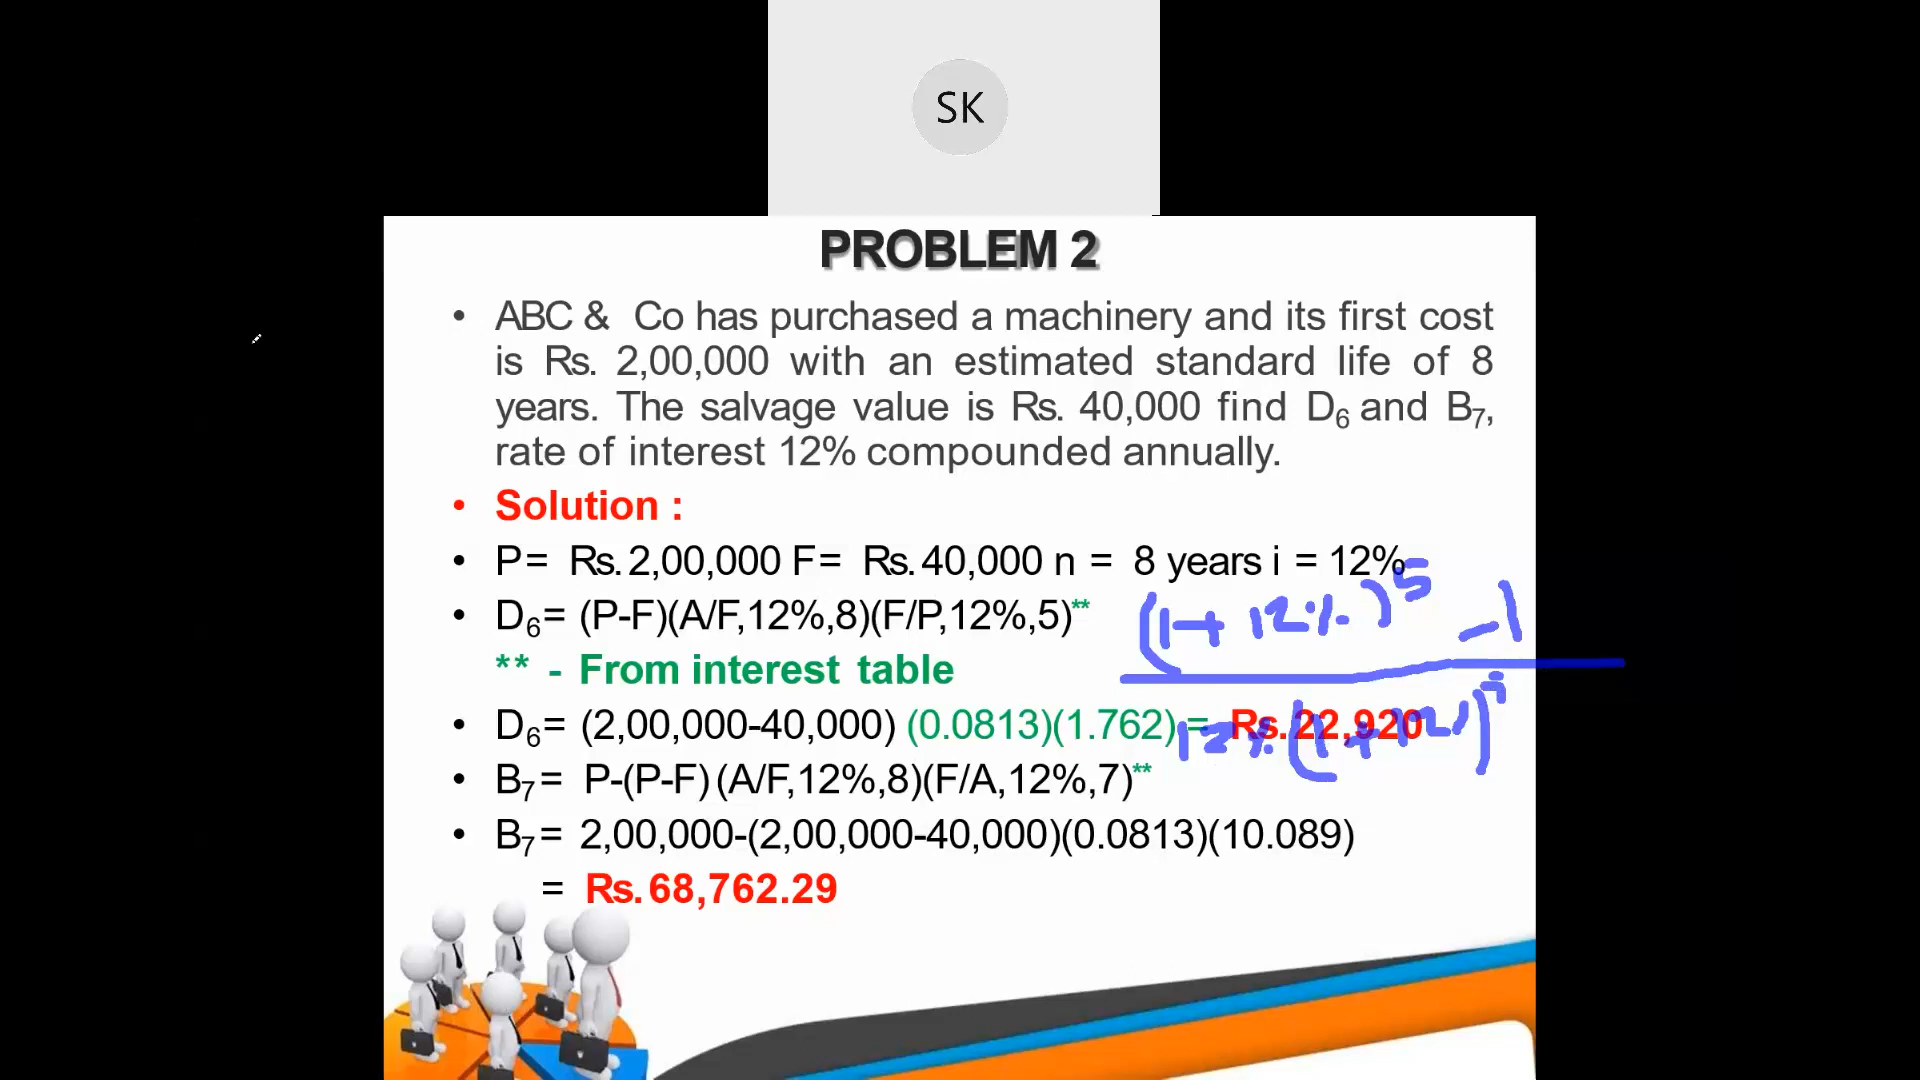 SK
PROBLEM 2
• ABC & Co has purchased a machinery and its first cost
is Rs. 2,00,000 with an estimated standard life of 8
years. The salvage value is Rs. 40,000 find D₆ and B₇,
rate of interest 12% compounded annually.
• Solution :
• P= Rs. 2,00,000 F= Rs. 40,000 n = 8 years i = 12%
• D₆= (P-F)(A/F,12%,8)(F/P,12%,5)**
(1+12%)⁵ -1
** - From interest table
• D₆= (2,00,000-40,000) (0.0813)(1.762) = Rs.22,920
12% (1+12%)
• B₇= P-(P-F) (A/F,12%,8)(F/A,12%,7)**
• B₇= 2,00,000-(2,00,000-40,000)(0.0813)(10.089)
= Rs. 68,762.29